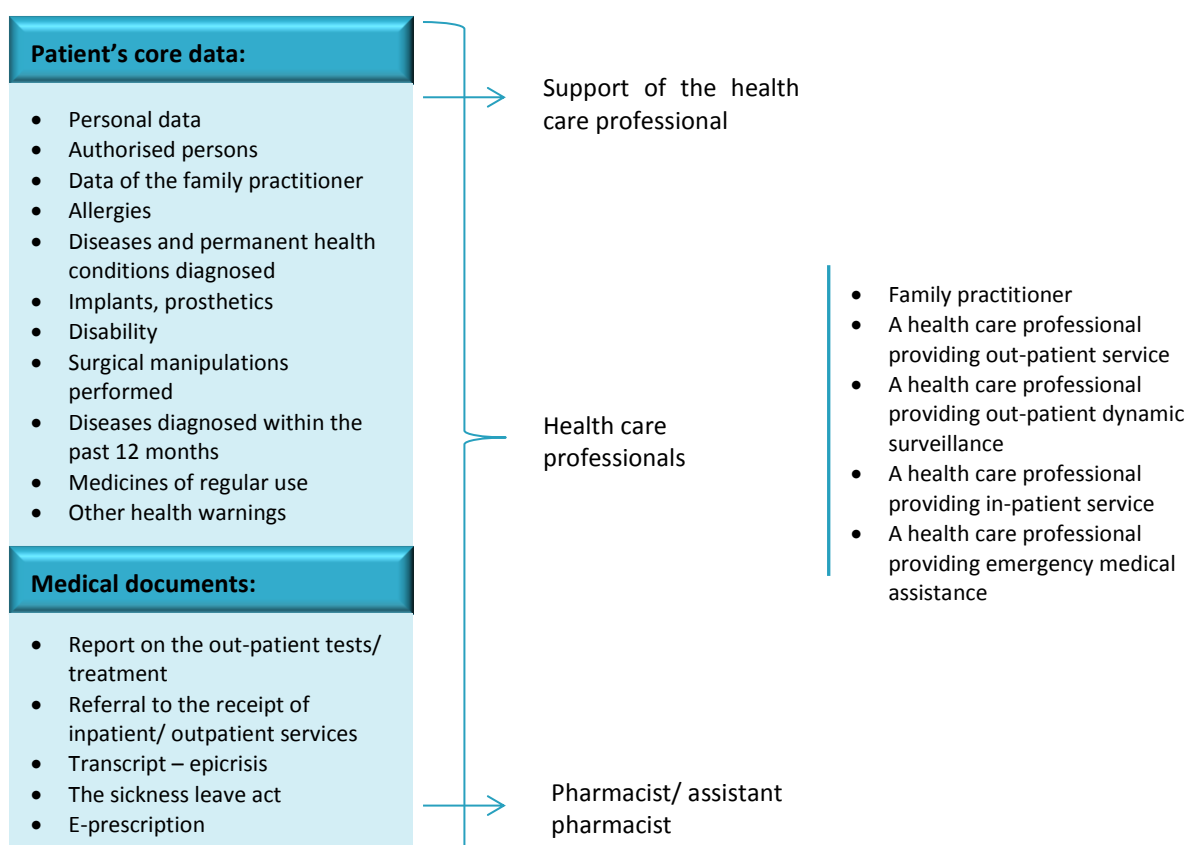 Patient’s core data:
• Personal data
• Authorised persons
• Data of the family practitioner
• Allergies
• Diseases and permanent health
conditions diagnosed
• Implants, prosthetics
• Disability
• Surgical manipulations
performed
• Diseases diagnosed within the
past 12 months
• Medicines of regular use
• Other health warnings
Medical documents:
• Report on the out-patient tests/
treatment
• Referral to the receipt of
inpatient/ outpatient services
• Transcript – epicrisis
• The sickness leave act
• E-prescription
Support of the health
care professional
Health care
professionals
Pharmacist/ assistant
pharmacist
• Family practitioner
• A health care professional
providing out-patient service
• A health care professional
providing out-patient dynamic
surveillance
• A health care professional
providing in-patient service
• A health care professional
providing emergency medical
assistance